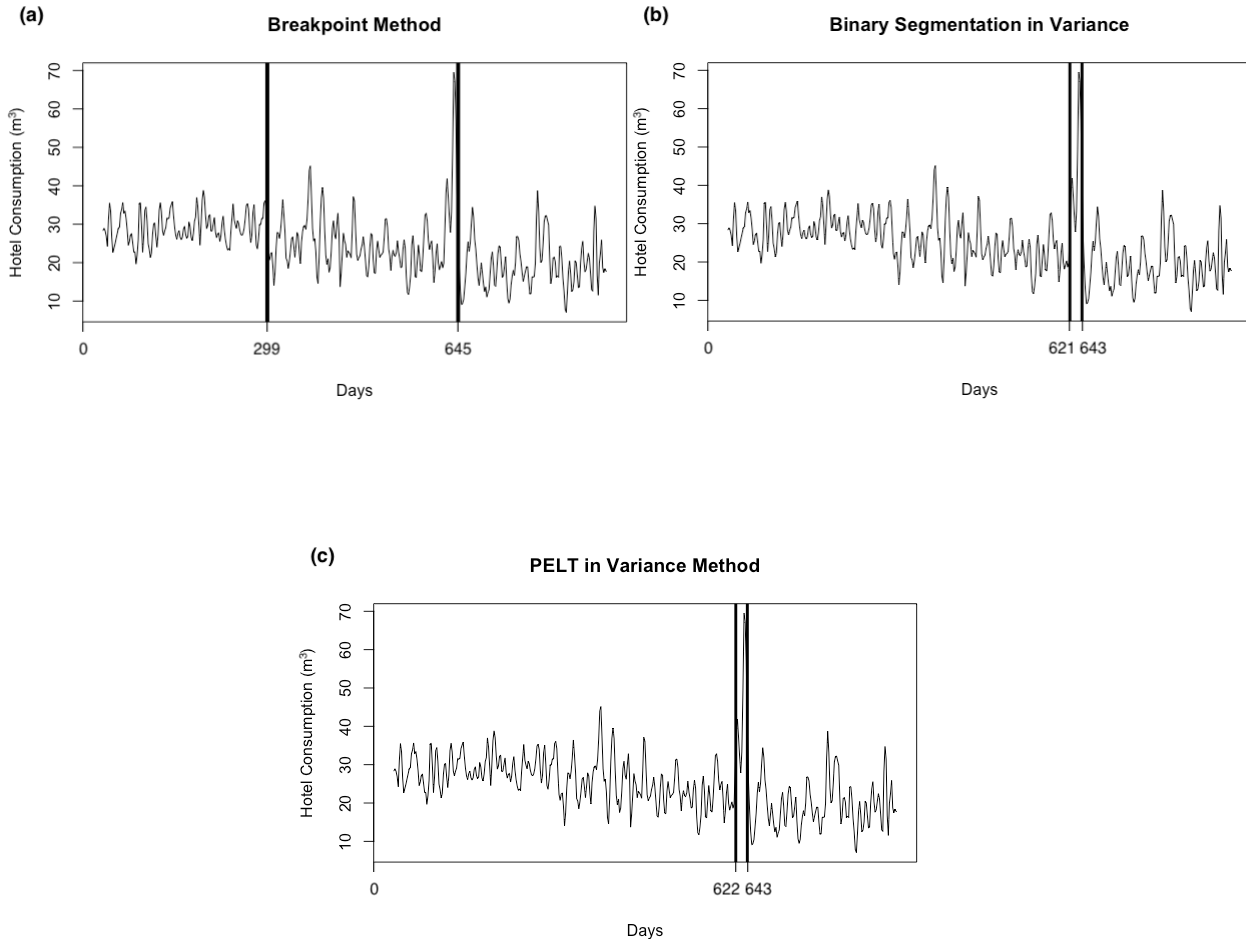 (a)
Breakpoint Method
Hotel Consumption (m³)
70
60
50
40
30
20
10
0 299 645
Days
(b)
Binary Segmentation in Variance
Hotel Consumption (m³)
70
60
50
40
30
20
10
0 621 643
Days
(c)
PELT in Variance Method
Hotel Consumption (m³)
70
60
50
40
30
20
10
0 622 643
Days